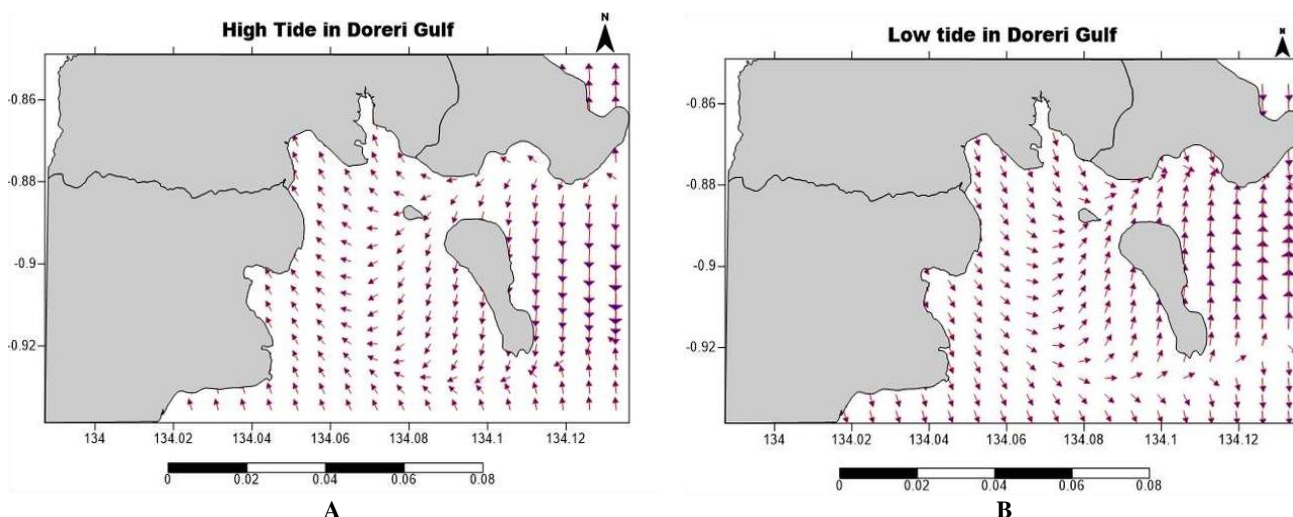 High Tide in Doreri Gulf
N
-0.86
-0.88
-0.9
-0.92
134 134.02 134.04 134.06 134.08 134.1 134.12
0 0.02 0.04 0.06 0.08
A
Low tide in Doreri Gulf
N
-0.86
-0.88
-0.9
-0.92
134 134.02 134.04 134.06 134.08 134.1 134.12
0 0.02 0.04 0.06 0.08
B